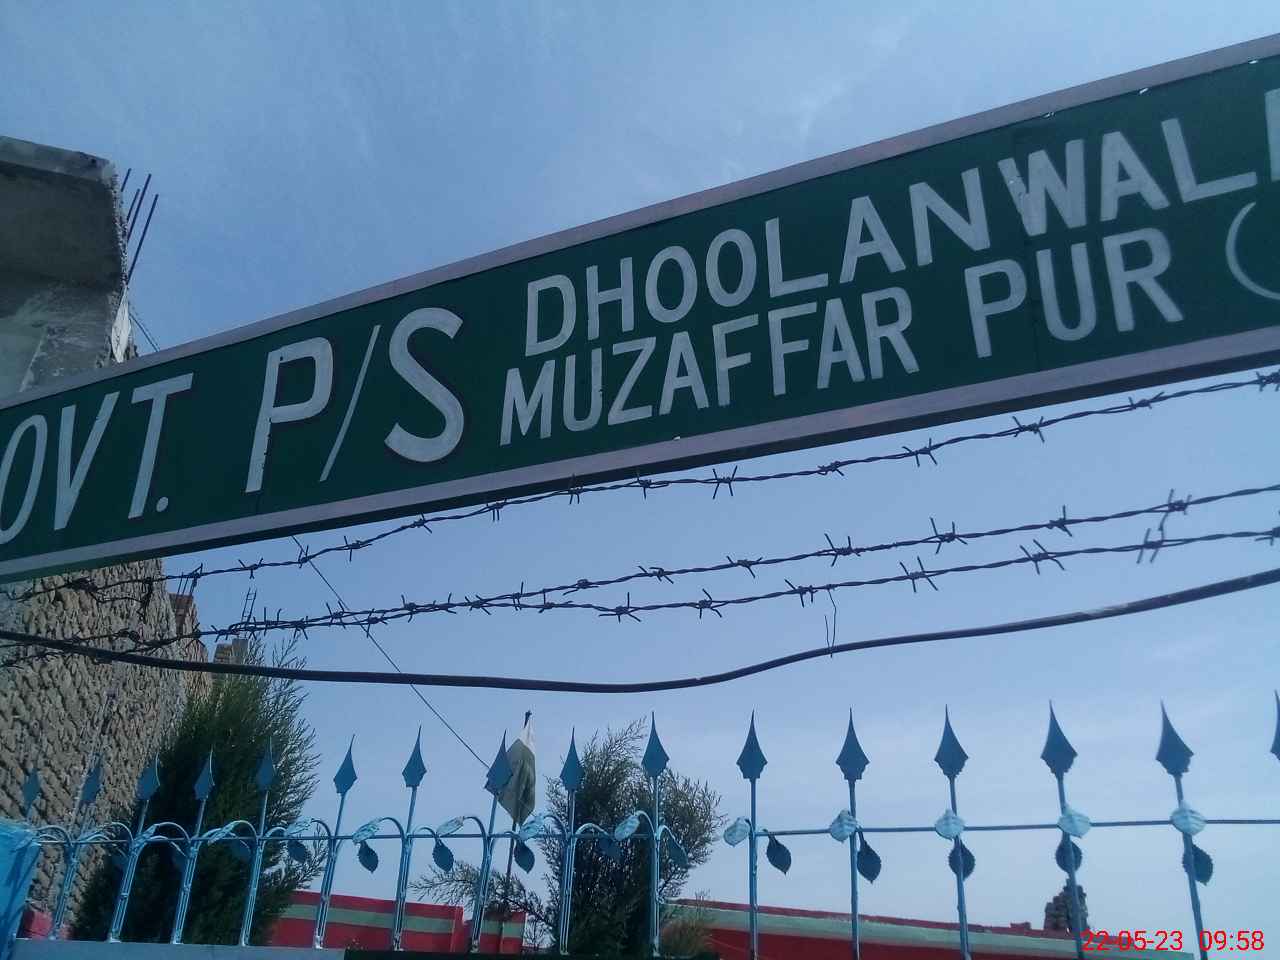 OVT. P/S
DHOOLANWAL
MUZAFFAR PUR
22-05-23 09:58